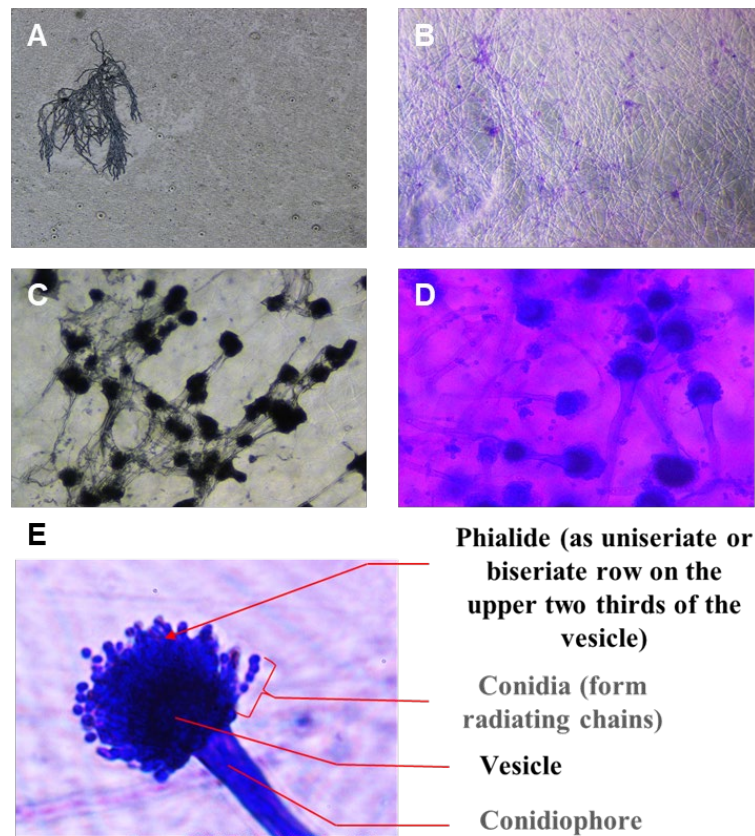 A
B
C
D
E
Phialide (as uniseriate or
biseriate row on the
upper two thirds of the
vesicle)
Conidia (form
radiating chains)
Vesicle
Conidiophore